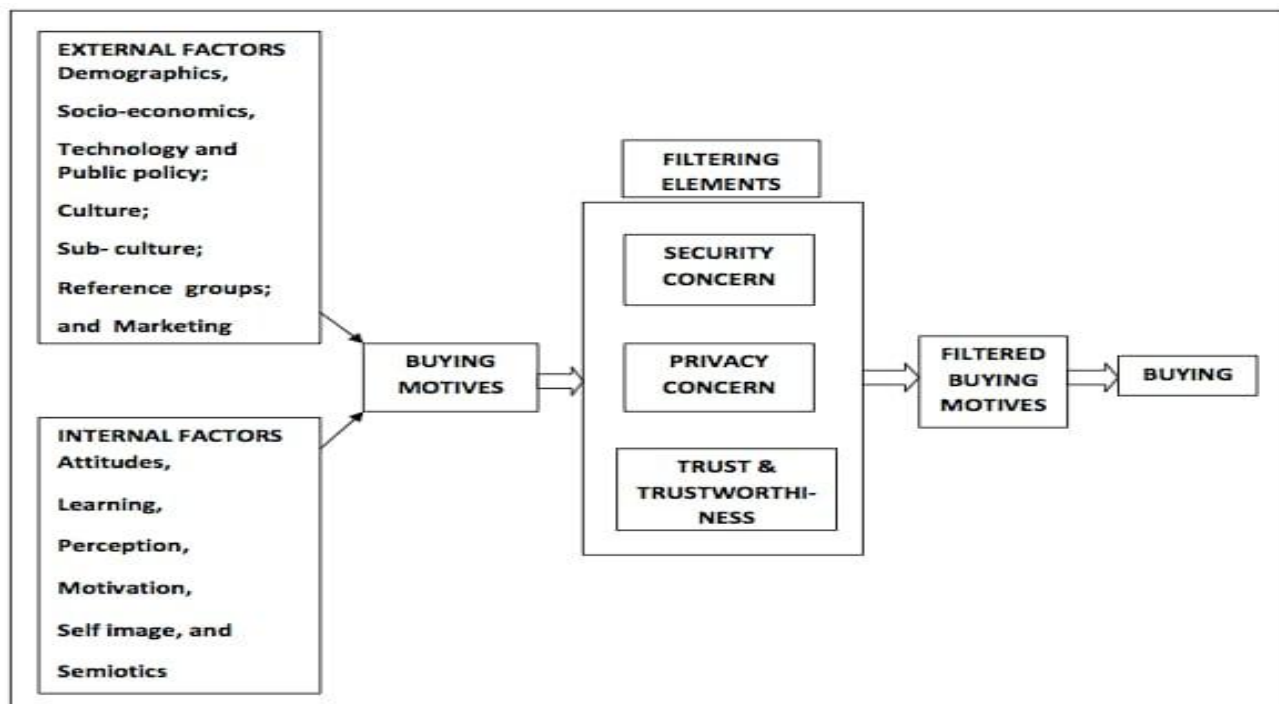 EXTERNAL FACTORS
Demographics,
Socio-economics,
Technology and
Public policy;
Culture;
Sub- culture;
Reference groups;
and Marketing
INTERNAL FACTORS
Attitudes,
Learning,
Perception,
Motivation,
Self image, and
Semiotics
BUYING
MOTIVES
FILTERING
ELEMENTS
SECURITY
CONCERN
PRIVACY
CONCERN
TRUST &
TRUSTWORTHI-
NESS
FILTERED
BUYING
MOTIVES
BUYING